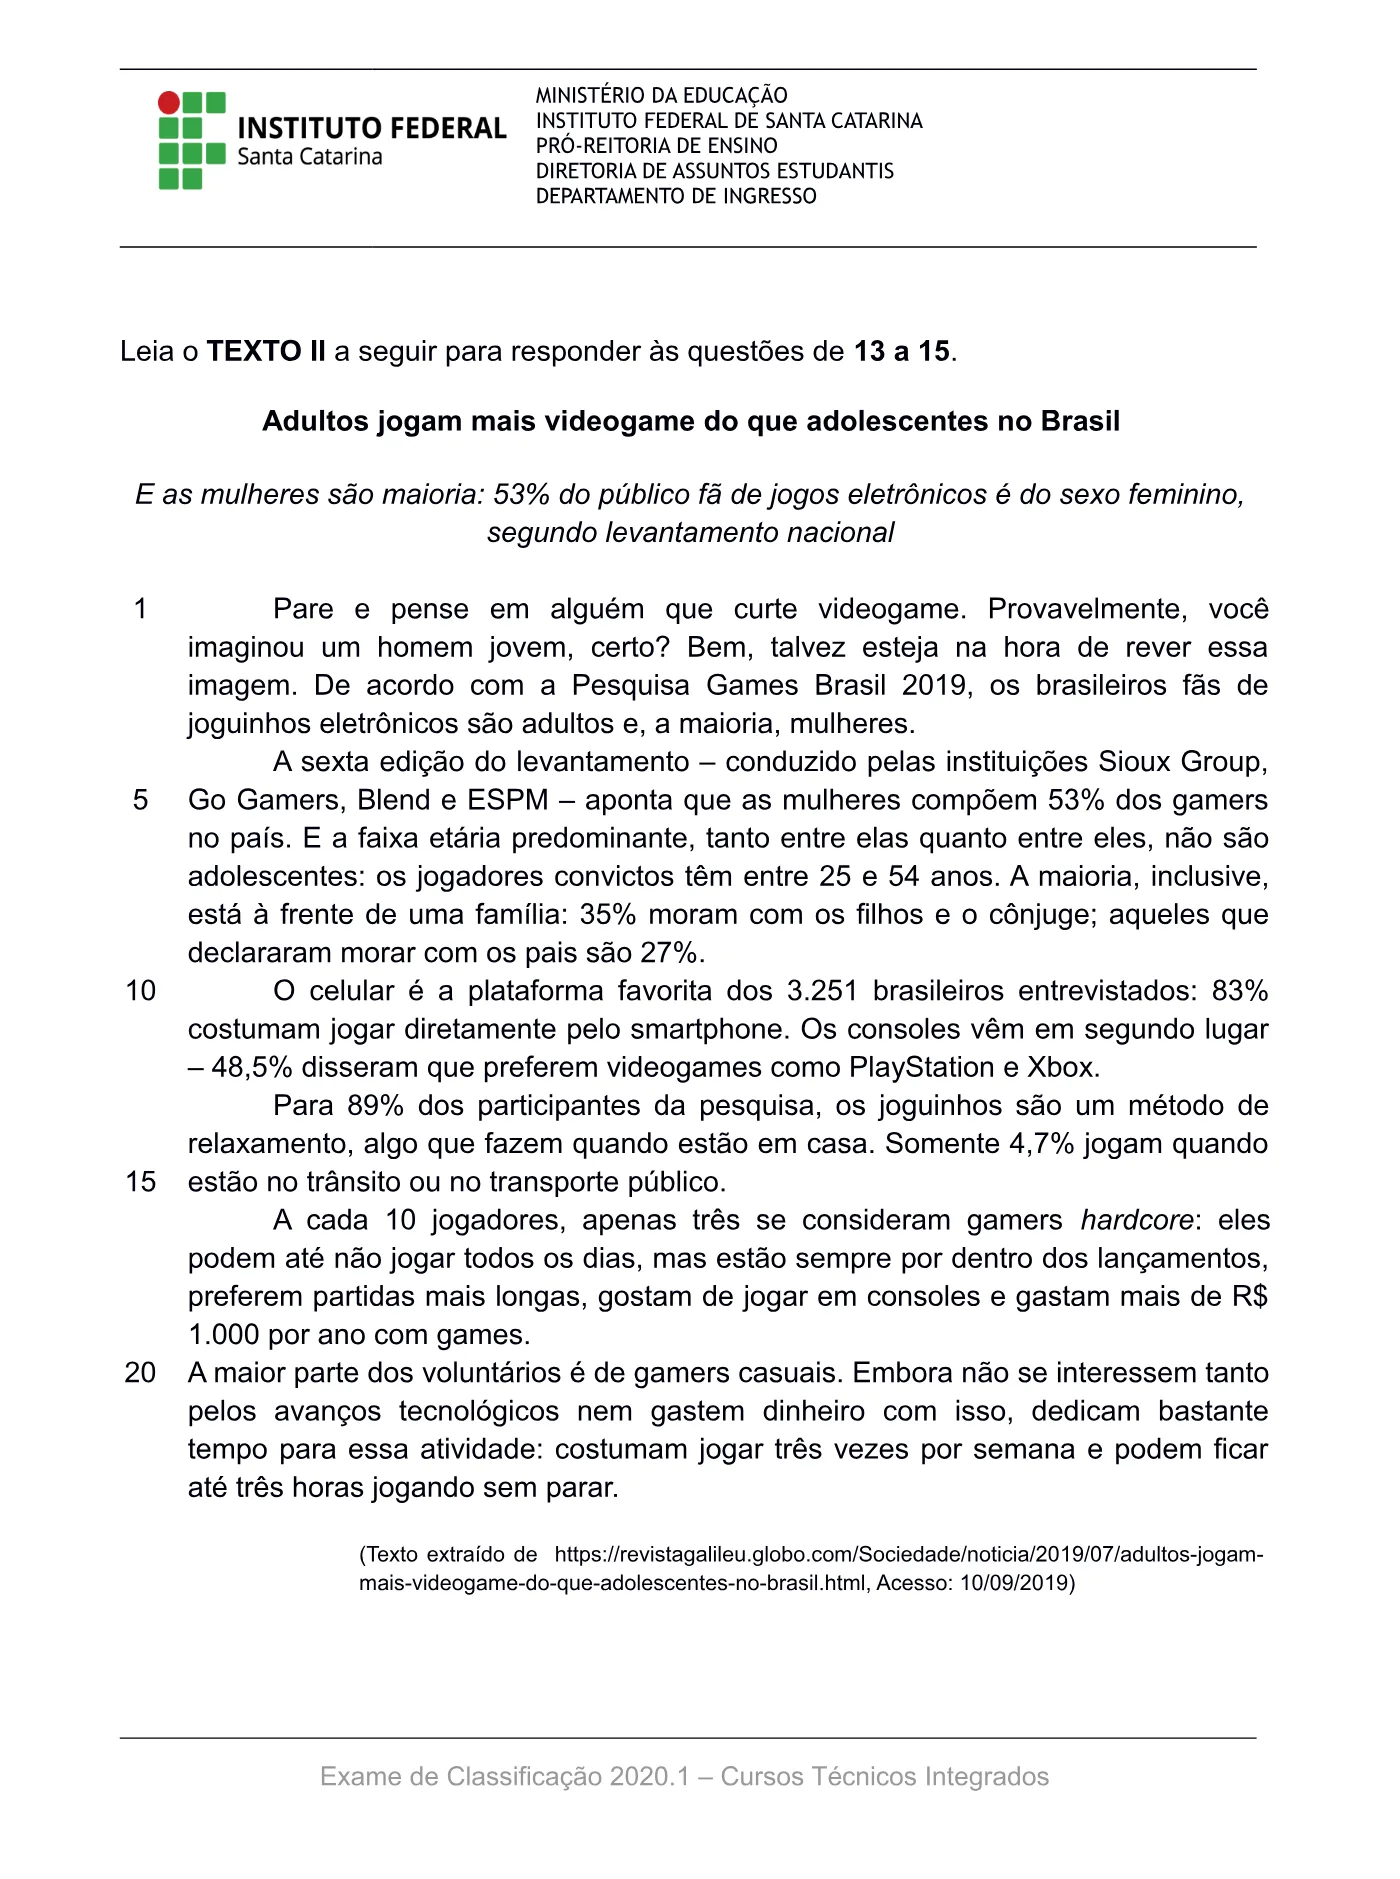 INSTITUTO FEDERAL
Santa Catarina
MINISTÉRIO DA EDUCAÇÃO
INSTITUTO FEDERAL DE SANTA CATARINA
PRÓ-REITORIA DE ENSINO
DIRETORIA DE ASSUNTOS ESTUDANTIS
DEPARTAMENTO DE INGRESSO
Leia o TEXTO II a seguir para responder às questões de 13 a 15.
Adultos jogam mais videogame do que adolescentes no Brasil
E as mulheres são maioria: 53% do público fã de jogos eletrônicos é do sexo feminino,
segundo levantamento nacional
1 Pare e pense em alguém que curte videogame. Provavelmente, você
imaginou um homem jovem, certo? Bem, talvez esteja na hora de rever essa
imagem. De acordo com a Pesquisa Games Brasil 2019, os brasileiros fãs de
joguinhos eletrônicos são adultos e, a maioria, mulheres.
A sexta edição do levantamento – conduzido pelas instituições Sioux Group,
5 Go Gamers, Blend e ESPM – aponta que as mulheres compõem 53% dos gamers
no país. E a faixa etária predominante, tanto entre elas quanto entre eles, não são
adolescentes: os jogadores convictos têm entre 25 e 54 anos. A maioria, inclusive,
está à frente de uma família: 35% moram com os filhos e o cônjuge; aqueles que
declararam morar com os pais são 27%.
10 O celular é a plataforma favorita dos 3.251 brasileiros entrevistados: 83%
costumam jogar diretamente pelo smartphone. Os consoles vêm em segundo lugar
– 48,5% disseram que preferem videogames como PlayStation e Xbox.
Para 89% dos participantes da pesquisa, os joguinhos são um método de
relaxamento, algo que fazem quando estão em casa. Somente 4,7% jogam quando
15 estão no trânsito ou no transporte público.
A cada 10 jogadores, apenas três se consideram gamers hardcore: eles
podem até não jogar todos os dias, mas estão sempre por dentro dos lançamentos,
preferem partidas mais longas, gostam de jogar em consoles e gastam mais de R$
1.000 por ano com games.
20 A maior parte dos voluntários é de gamers casuais. Embora não se interessem tanto
pelos avanços tecnológicos nem gastem dinheiro com isso, dedicam bastante
tempo para essa atividade: costumam jogar três vezes por semana e podem ficar
até três horas jogando sem parar.
(Texto extraído de https://revistagalileu.globo.com/Sociedade/noticia/2019/07/adultos-jogam-
mais-videogame-do-que-adolescentes-no-brasil.html, Acesso: 10/09/2019)
Exame de Classificação 2020.1 – Cursos Técnicos Integrados